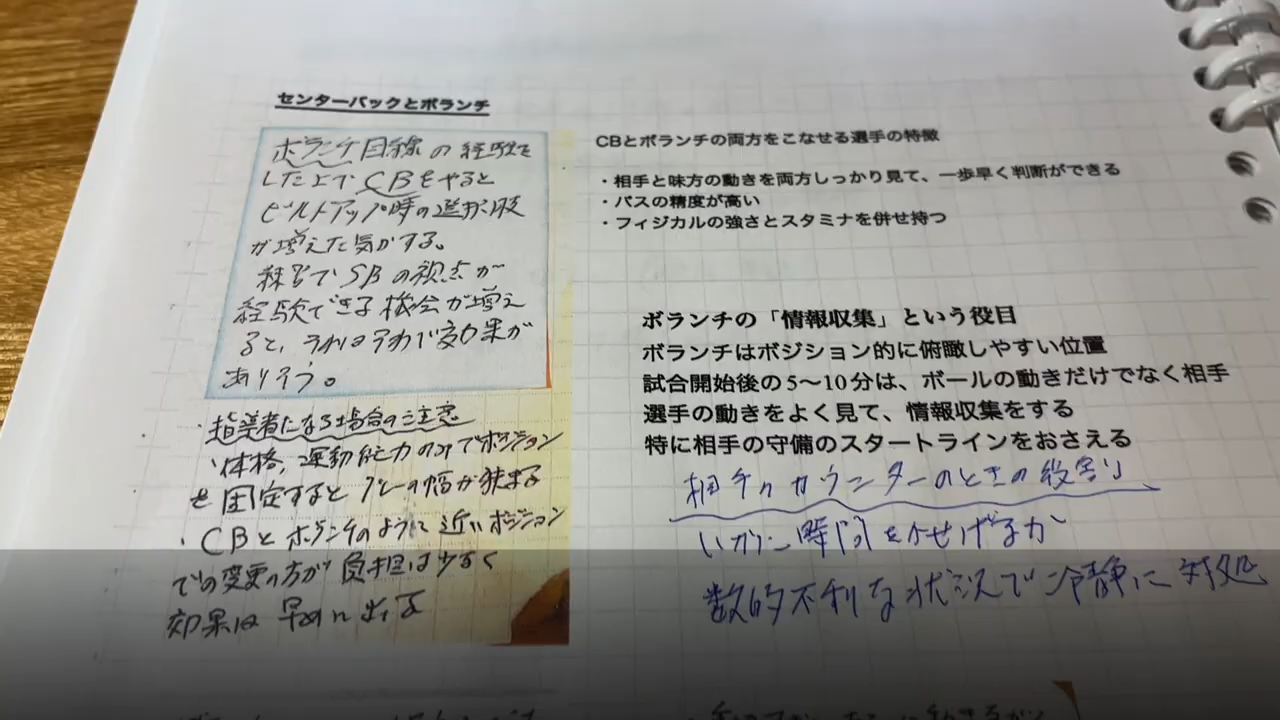 センターバックとボランチ
ボランチ目線の経験を
した上でCBをやると
ビルドアップ時の選択肢
が増えた気がする。
練習でSBの視点が
経験できる機会が増え
ると、それはそれで効果が
ありそう。
・指導者になる場合の注意
・体格、運動能力のみでポジション
を固定するとプレーの幅が狭まる
・CBとボランチのように近いポジション
での変更の方が負担は少なく
効果は早めに出る
CBとボランチの両方をこなせる選手の特徴
・相手と味方の動きを両方しっかり見て、一歩早く判断ができる
・パスの精度が高い
・フィジカルの強さとスタミナを併せ持つ
ボランチの「情報収集」という役目
ボランチはポジション的に俯瞰しやすい位置
試合開始後の5〜10分は、ボールの動きだけでなく相手
選手の動きをよく見て、情報収集をする
特に相手の守備のスタートラインをおさえる
相手のカウンターのときの役割
いかに時間をかせげるか
数的不利な状況で冷静に対処